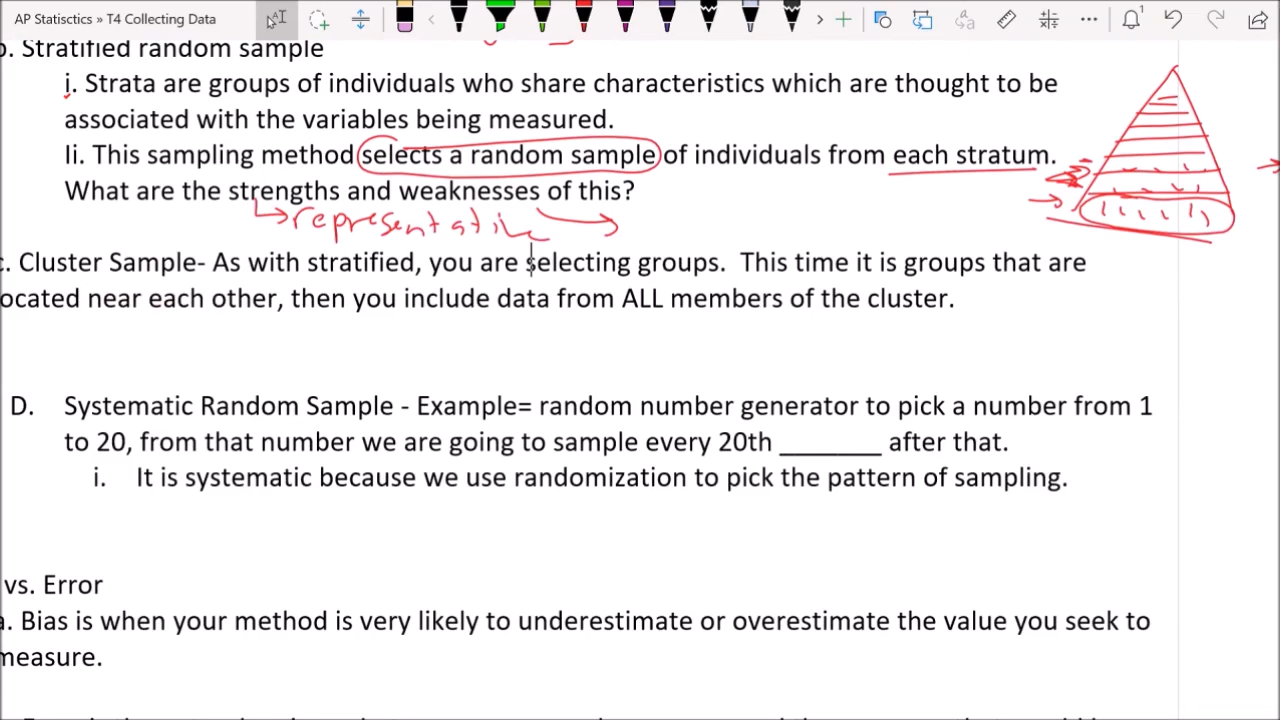 AP Statistics » T4 Collecting Data
1
b. Stratified random sample
i. Strata are groups of individuals who share characteristics which are thought to be
associated with the variables being measured.
Ii. This sampling method selects a random sample of individuals from each stratum.
What are the strengths and weaknesses of this?
representative
c. Cluster Sample- As with stratified, you are selecting groups.  This time it is groups that are
ocated near each other, then you include data from ALL members of the cluster.
D. Systematic Random Sample - Example= random number generator to pick a number from 1
to 20, from that number we are going to sample every 20th _______ after that.
i. It is systematic because we use randomization to pick the pattern of sampling.
vs. Error
a. Bias is when your method is very likely to underestimate or overestimate the value you seek to
measure.